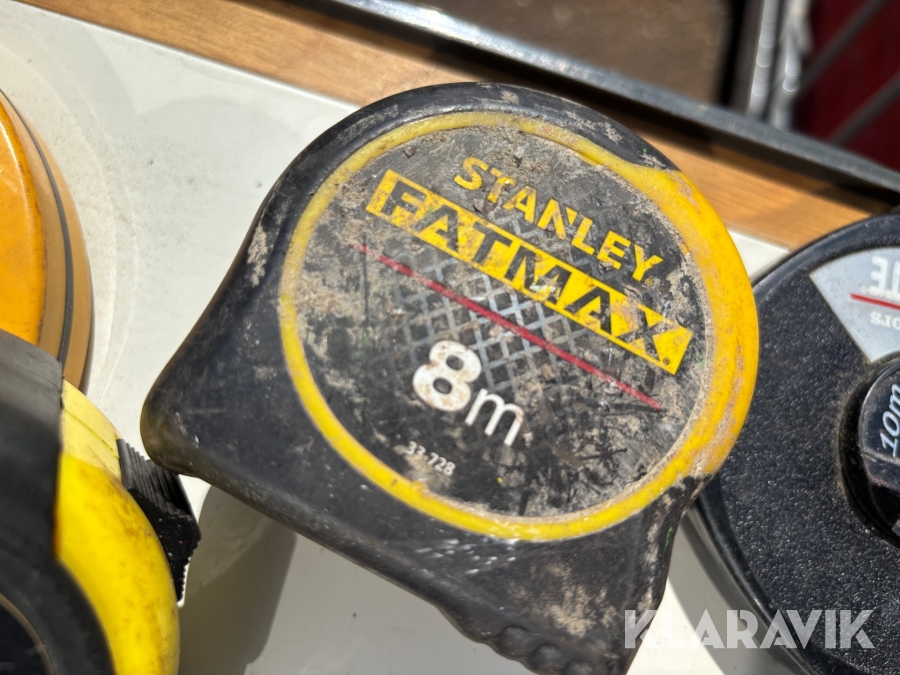 STANLEY
FATMAX
8m
33-728
10m
KLARAVIK